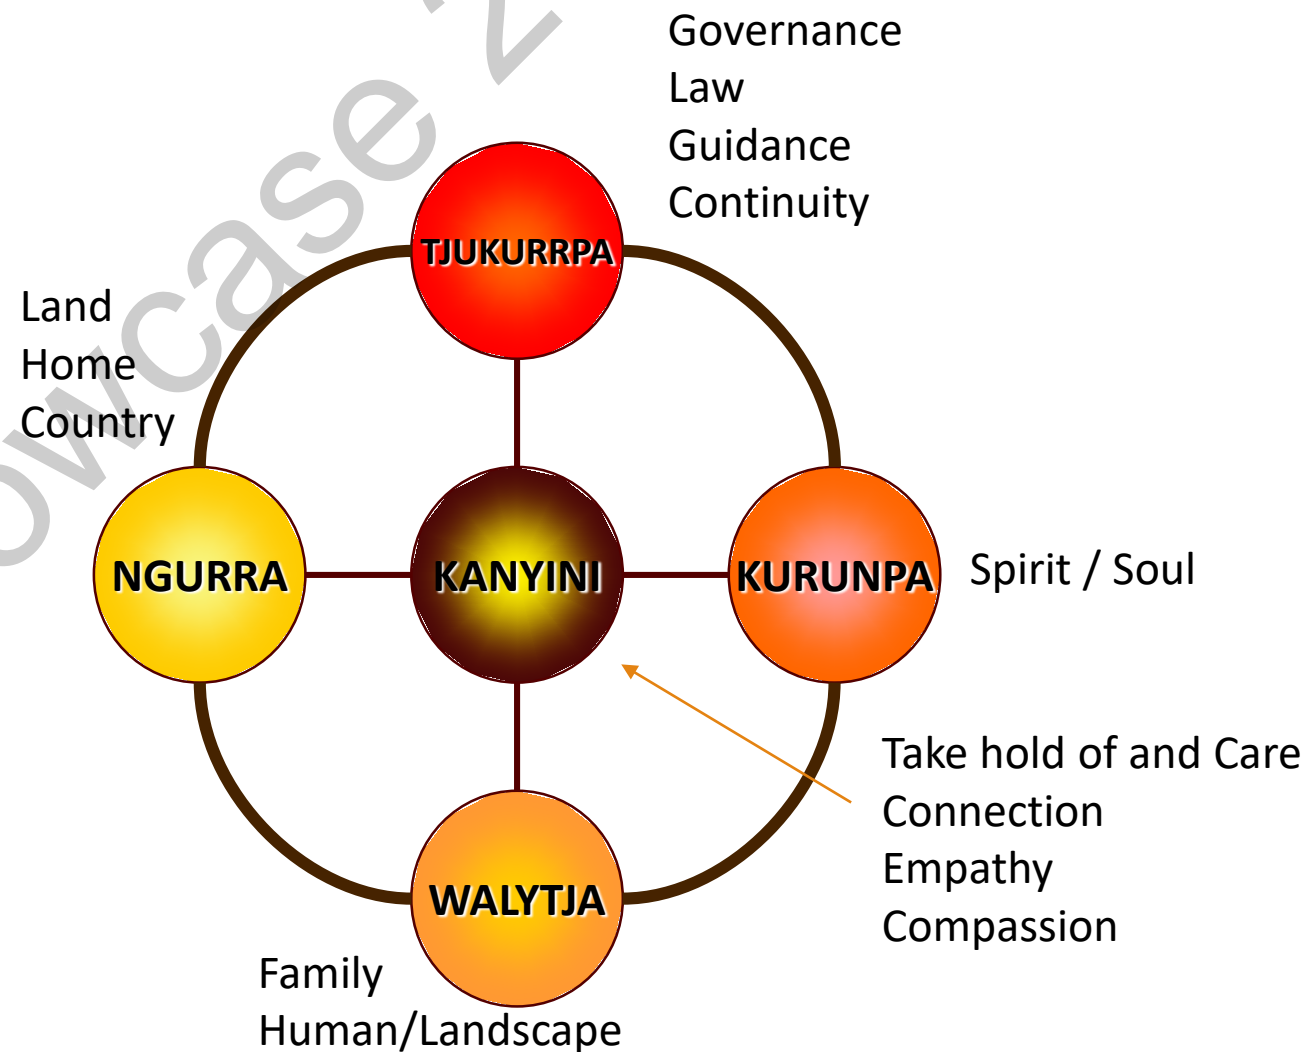 Governance
Law
Guidance
Continuity
TJUKURRPA
Land
Home
Country
NGURRA
KANYINI
KURUNPA
Spirit / Soul
Take hold of and Care
Connection
Empathy
Compassion
WALYTJA
Family
Human/Landscape